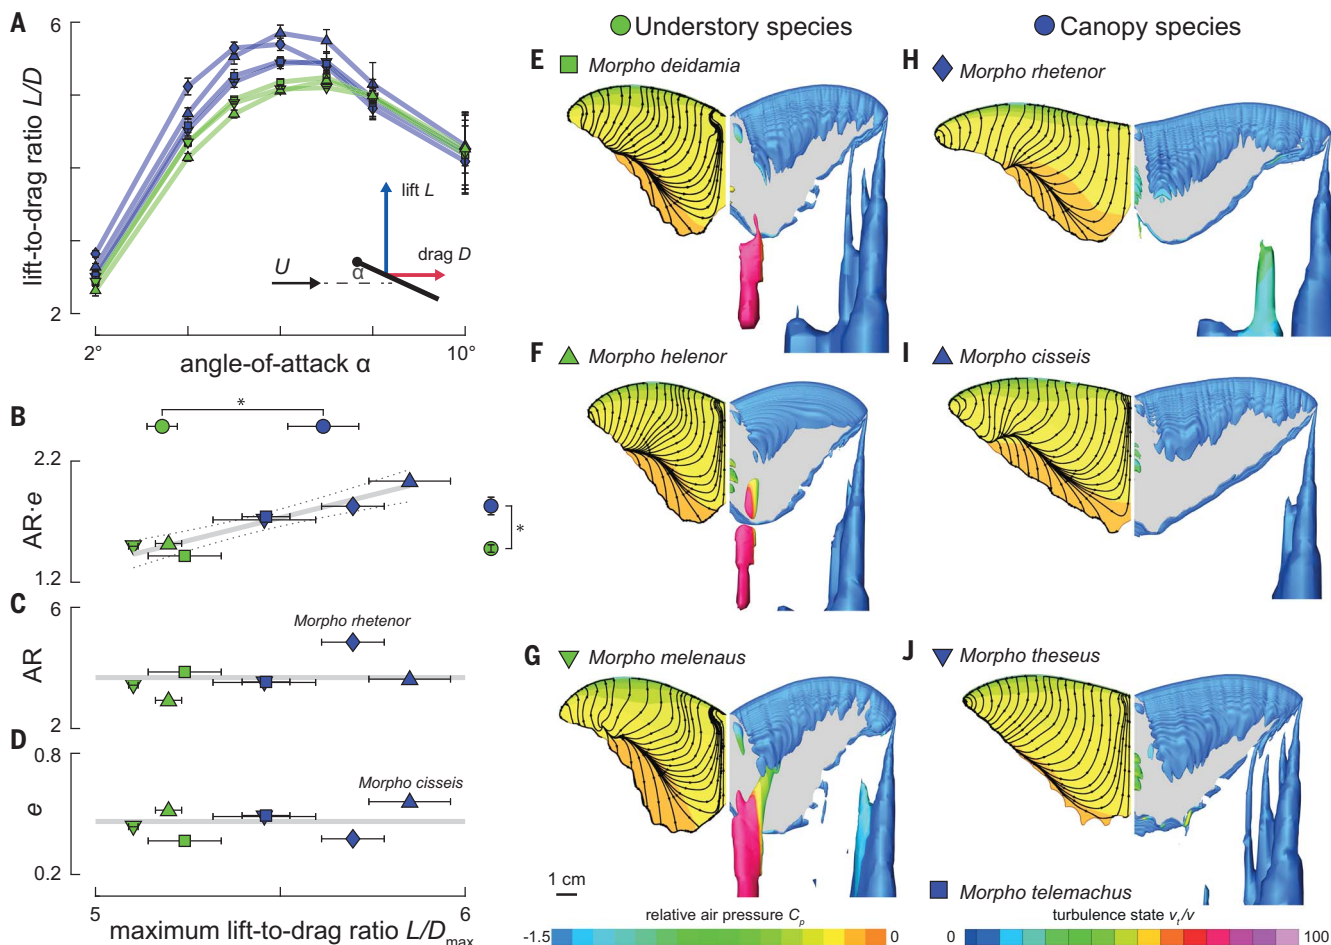 A
6
lift-to-drag ratio L/D
2
2°
10°
angle-of-attack α
lift L
drag D
U
α
Understory species
Canopy species
E
Morpho deidamia
H
Morpho rhetenor
F
Morpho helenor
I
Morpho cisseis
G
Morpho melenaus
J
Morpho theseus
Morpho telemachus
B
*
2.2
AR·e
1.2
*
C
6
AR
2
Morpho rhetenor
D
0.8
e
0.2
Morpho cisseis
5
6
maximum lift-to-drag ratio L/Dmax
1 cm
relative air pressure Cp
-1.5
0
turbulence state vt/v
0
100